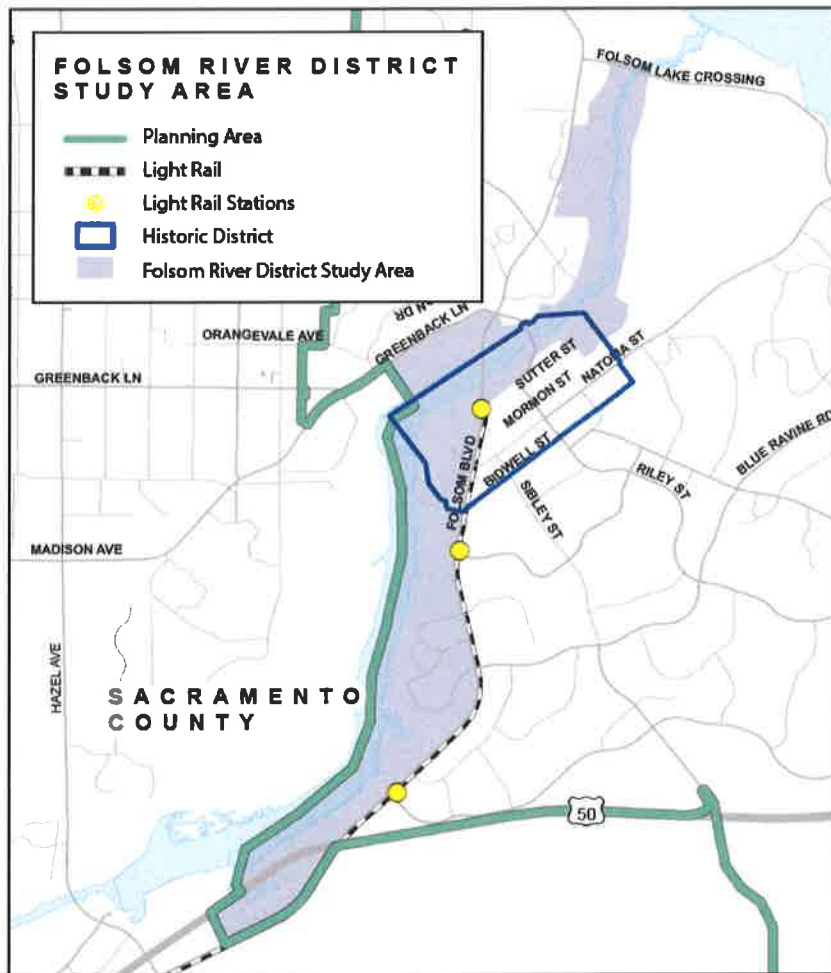 FOLSOM RIVER DISTRICT
STUDY AREA
Planning Area
Light Rail
Light Rail Stations
Historic District
Folsom River District Study Area
FOLSOM LAKE CROSSING
ORANGEVALE AVE
GREENBACK LN
GREENBACK LN
SUTTER ST
MORMON ST
NATOMA ST
BIDWELL ST
FOLSOM BLVD
SIBLEY ST
RILEY ST
BLUE RAVINE RD
MADISON AVE
HAZEL AVE
SACRAMENTO
COUNTY
50